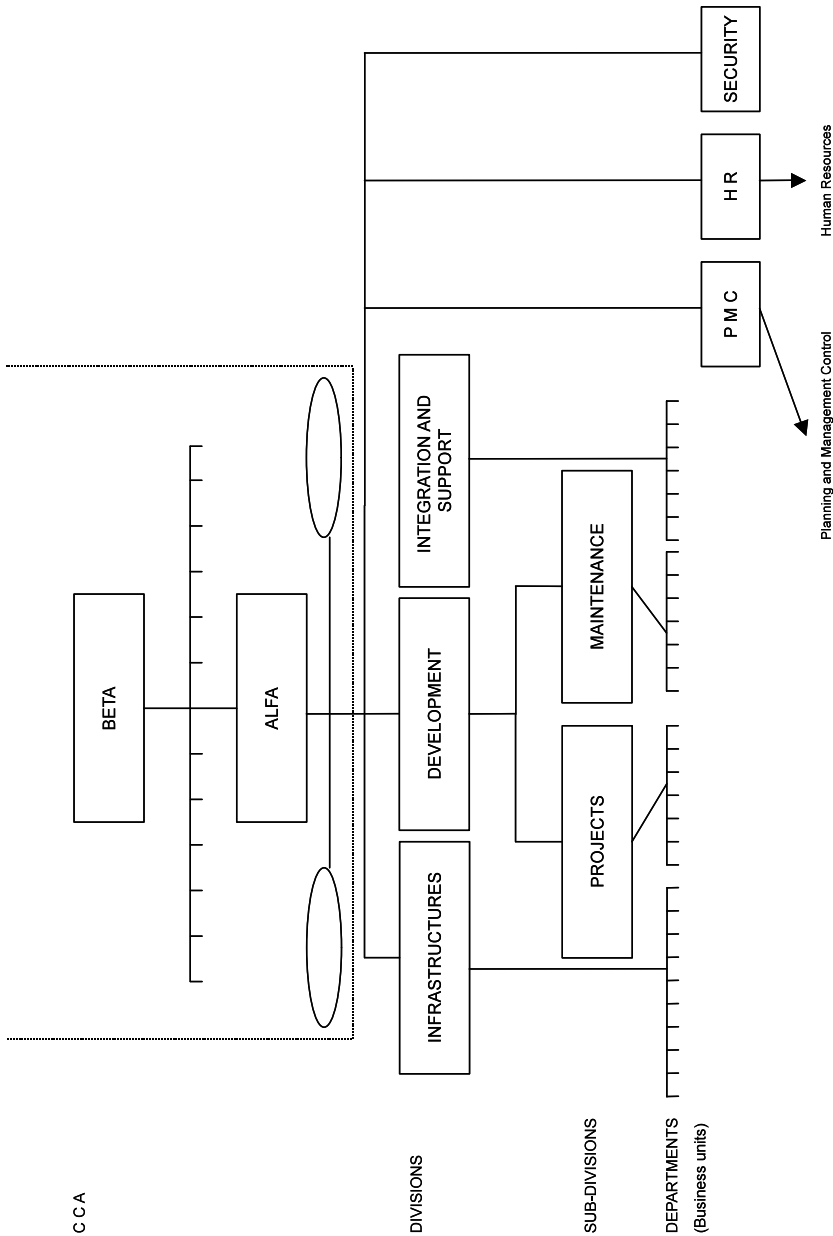 C C A
BETA
ALFA
DIVISIONS
INFRASTRUCTURES
DEVELOPMENT
INTEGRATION AND
SUPPORT
SUB-DIVISIONS
PROJECTS
MAINTENANCE
DEPARTMENTS
(Business units)
P M C
H R
SECURITY
Planning and Management Control
Human Resources